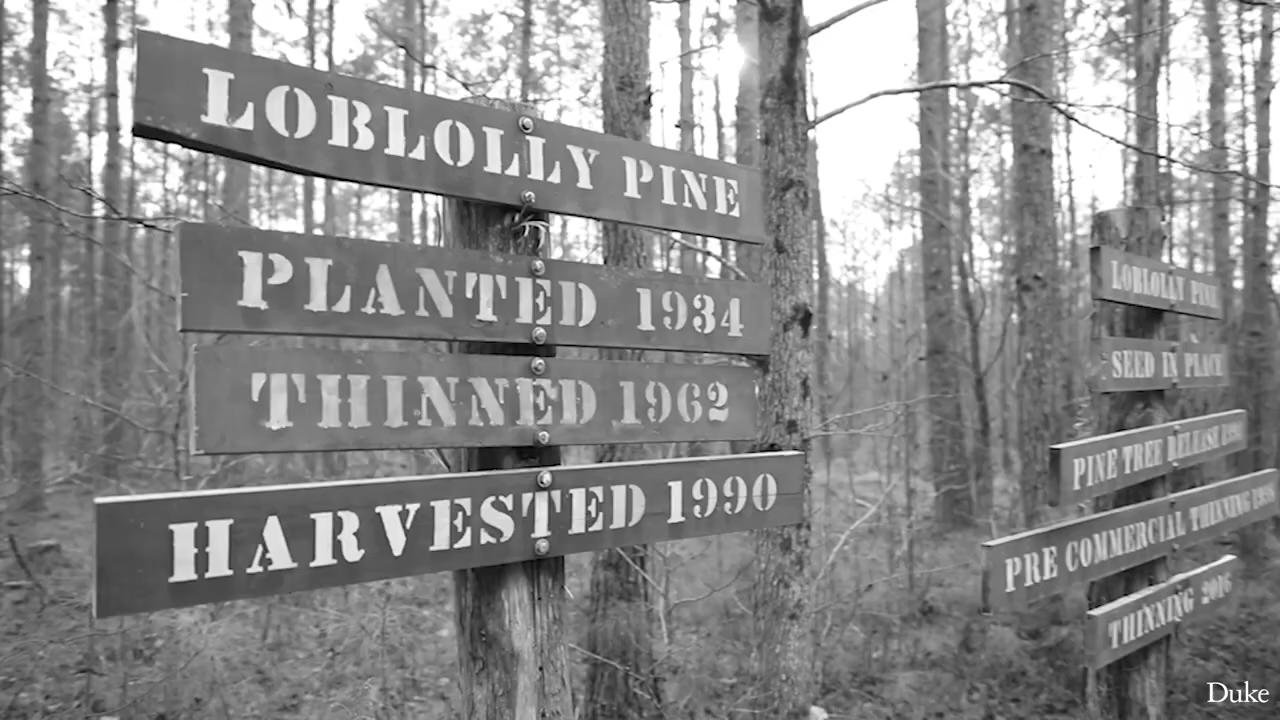 LOBLOLLY PINE
PLANTED 1934
THINNED 1962
HARVESTED 1990
LOBLOLLY PINE
SEED IN PLACE
PINE TREE RELEASE
PRE COMMERCIAL THINNING
THINNING 2016
Duke